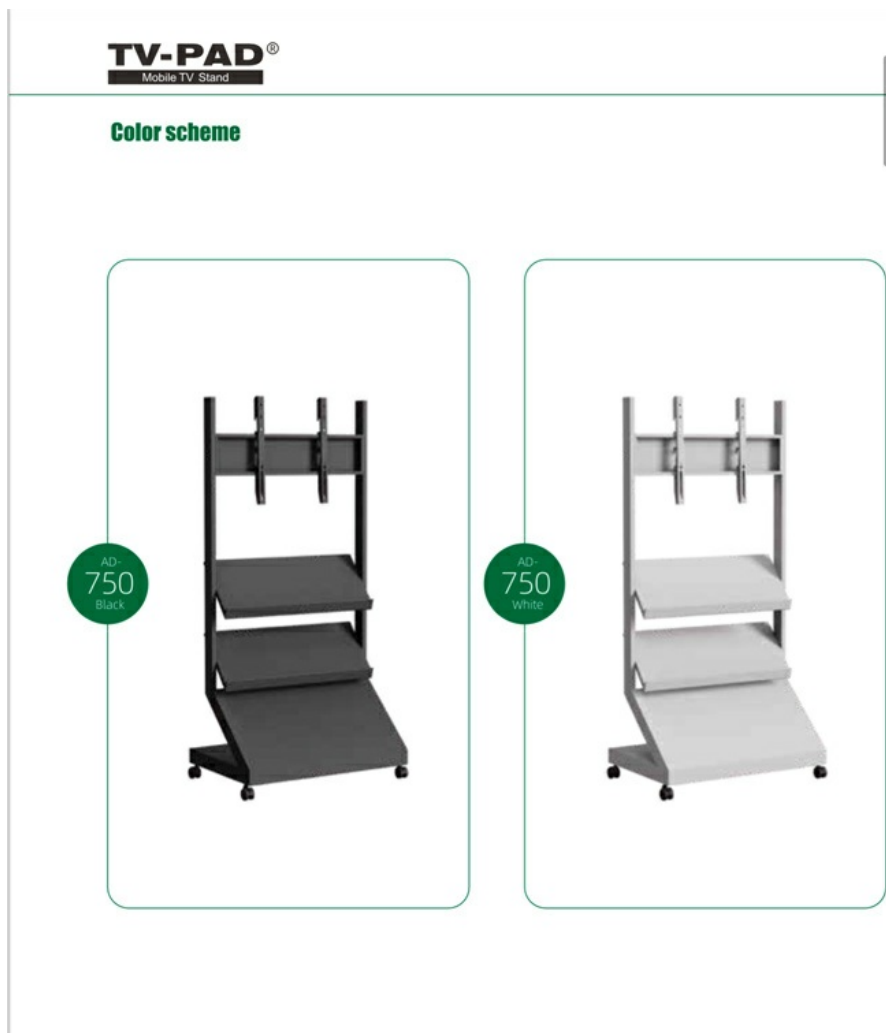 TV-PAD®
Mobile TV Stand
Color scheme
AD-
750
Black
AD-
750
White